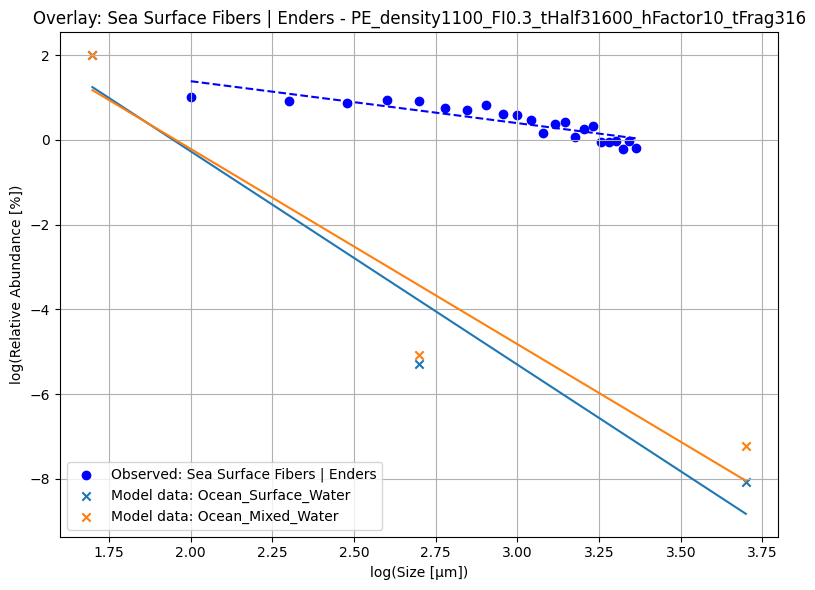 Overlay: Sea Surface Fibers | Enders - PE_density1100_FI0.3_tHalf31600_hFactor10_tFrag316
log(Relative Abundance [%])
2
0
−2
−4
−6
−8
Observed: Sea Surface Fibers | Enders
Model data: Ocean_Surface_Water
Model data: Ocean_Mixed_Water
1.75 2.00 2.25 2.50 2.75 3.00 3.25 3.50 3.75
log(Size [μm])